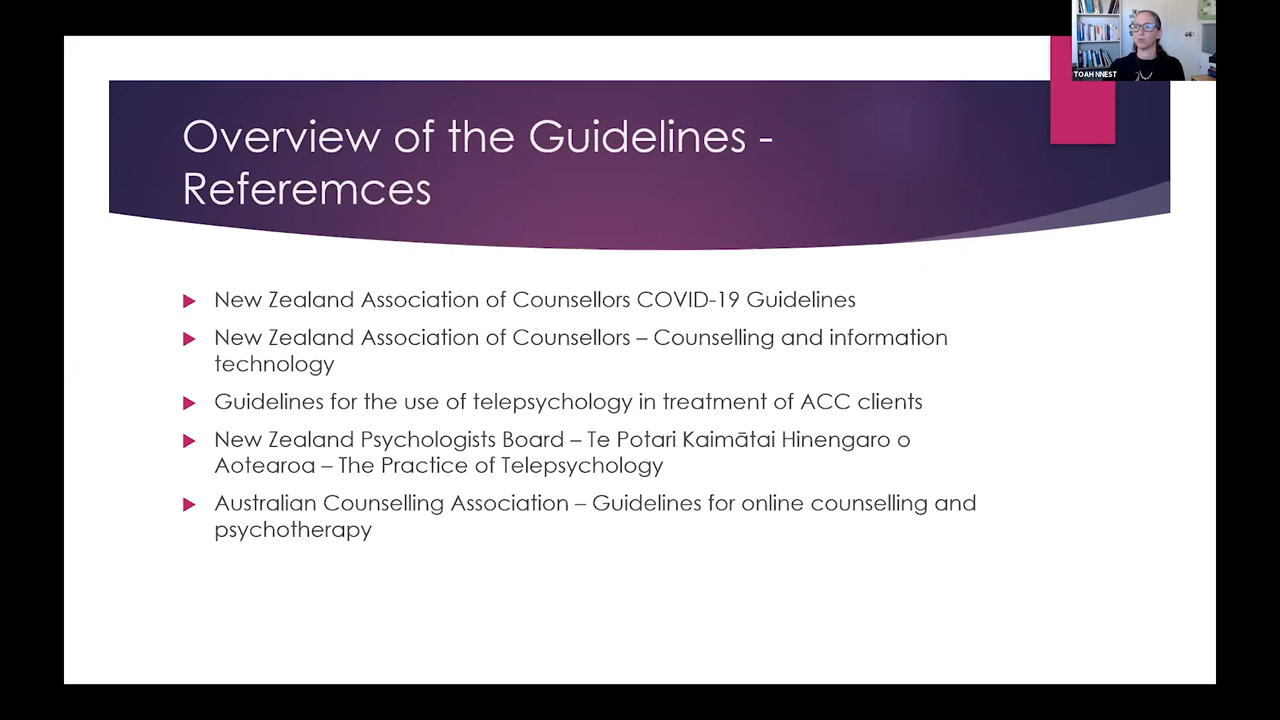 TOAH NNEST
Overview of the Guidelines -
Referemces
New Zealand Association of Counsellors COVID-19 Guidelines
New Zealand Association of Counsellors – Counselling and information
technology
Guidelines for the use of telepsychology in treatment of ACC clients
New Zealand Psychologists Board – Te Potari Kaimātai Hinengaro o
Aotearoa – The Practice of Telepsychology
Australian Counselling Association – Guidelines for online counselling and
psychotherapy